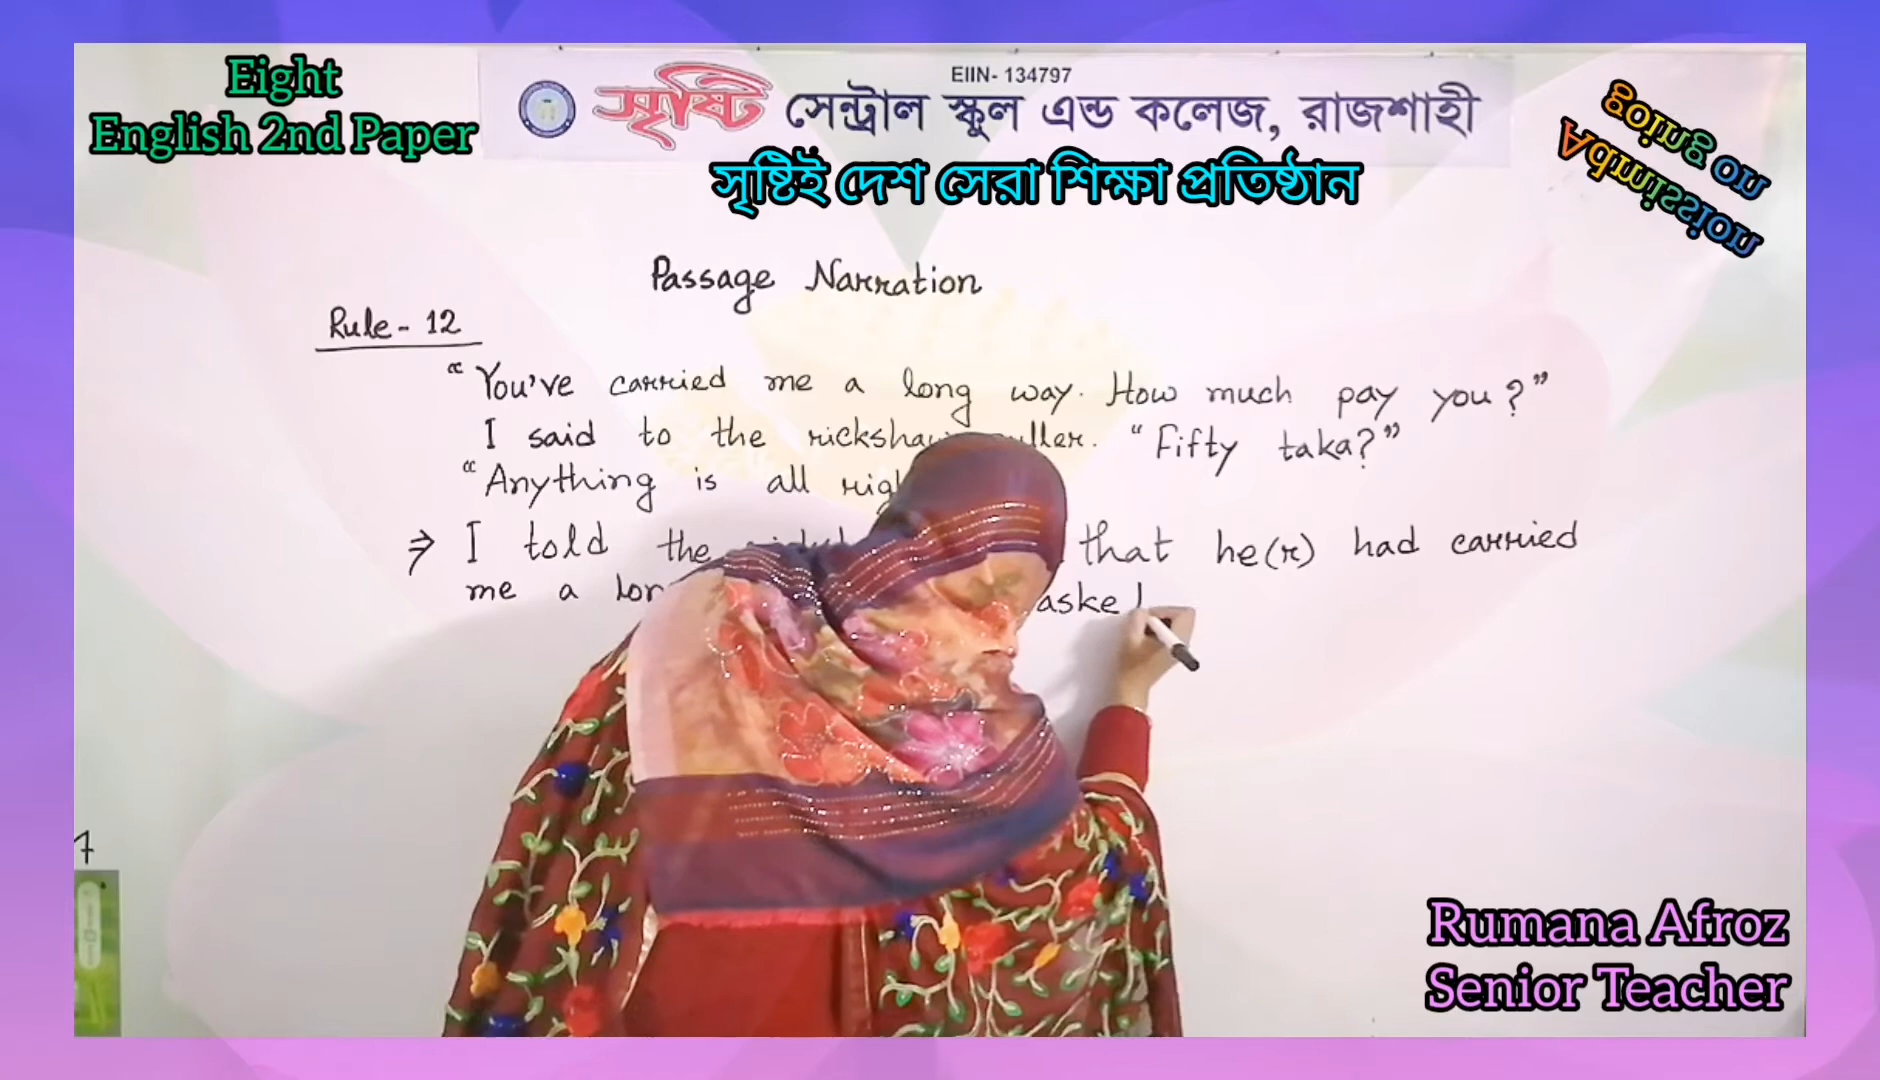 Eight
English 2nd Paper
EIIN- 134797
সৃষ্টি সেন্ট্রাল স্কুল এন্ড কলেজ, রাজশাহী
সৃষ্টিই দেশ সেরা শিক্ষা প্রতিষ্ঠান
Admission
going on
Passage Narration
Rule - 12
"You've carried me a long way. How much pay you?"
I said to the ricksha ller. "Fifty taka?"
"Anything is all
⇒ I told the that he(r) had carried
me a aske
Rumana Afroz
Senior Teacher